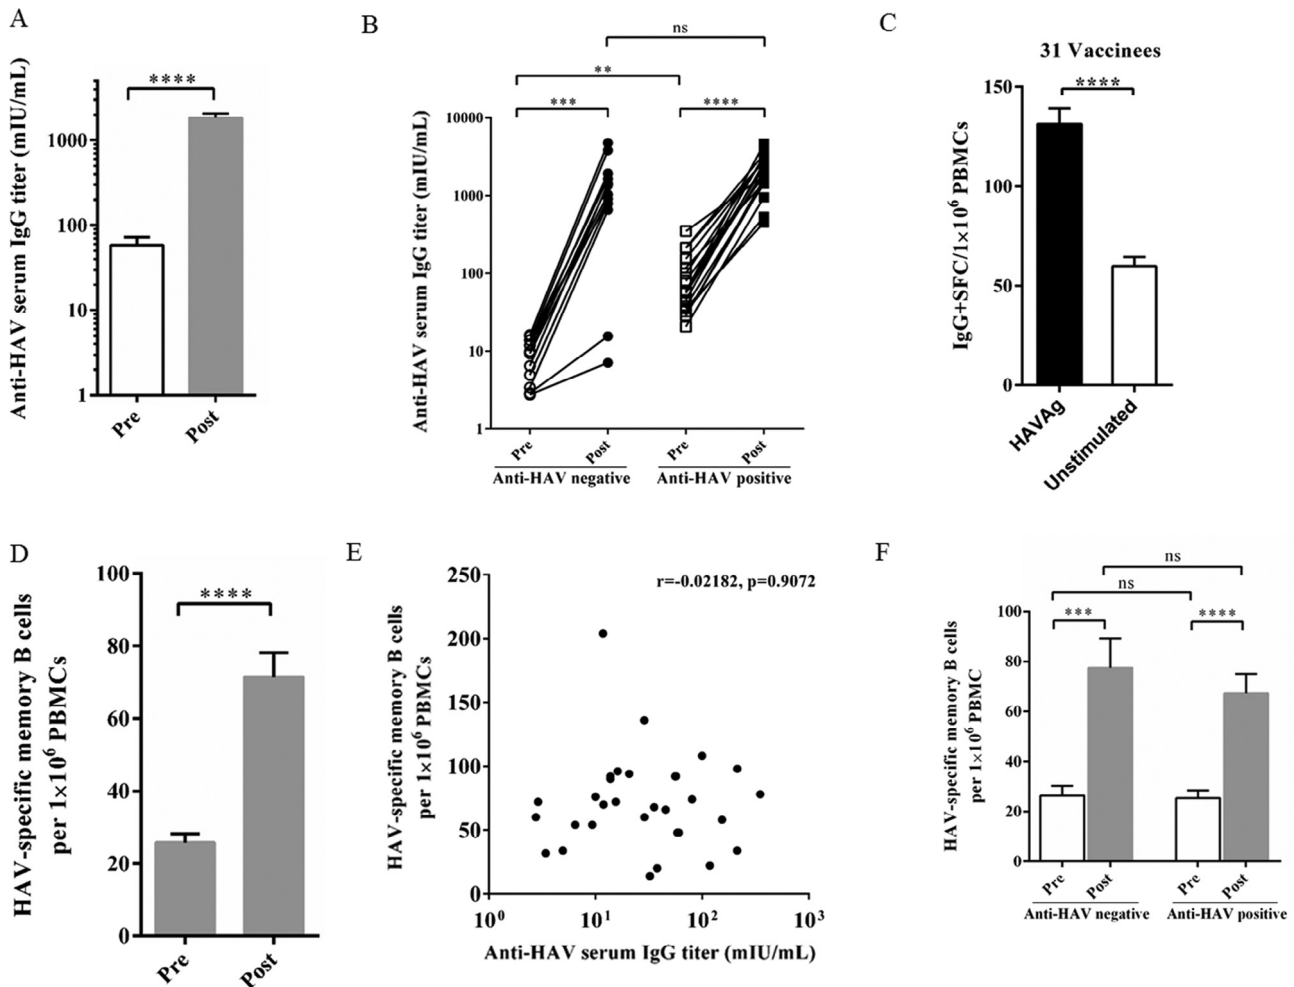 A
Anti-HAV serum IgG titer (mIU/mL)
1000
100
10
1
****
Pre
Post
B
Anti-HAV serum IgG titer (mIU/mL)
10000
1000
100
10
1
ns
**
***
****
Pre
Post
Pre
Post
Anti-HAV negative
Anti-HAV positive
C
31 Vaccinees
IgG+SFC/1×10⁶ PBMCs
150
100
50
0
****
HAVAg
Unstimulated
D
HAV-specific memory B cells
per 1×10⁶ PBMCs
100
80
60
40
20
0
****
Pre
Post
E
HAV-specific memory B cells
per 1×10⁶ PBMCs
250
200
150
100
50
0
r=-0.02182, p=0.9072
10⁰
10¹
10²
10³
Anti-HAV serum IgG titer (mIU/mL)
F
HAV-specific memory B cells
per 1×10⁶ PBMC
100
80
60
40
20
0
ns
ns
***
****
Pre
Post
Pre
Post
Anti-HAV negative
Anti-HAV positive